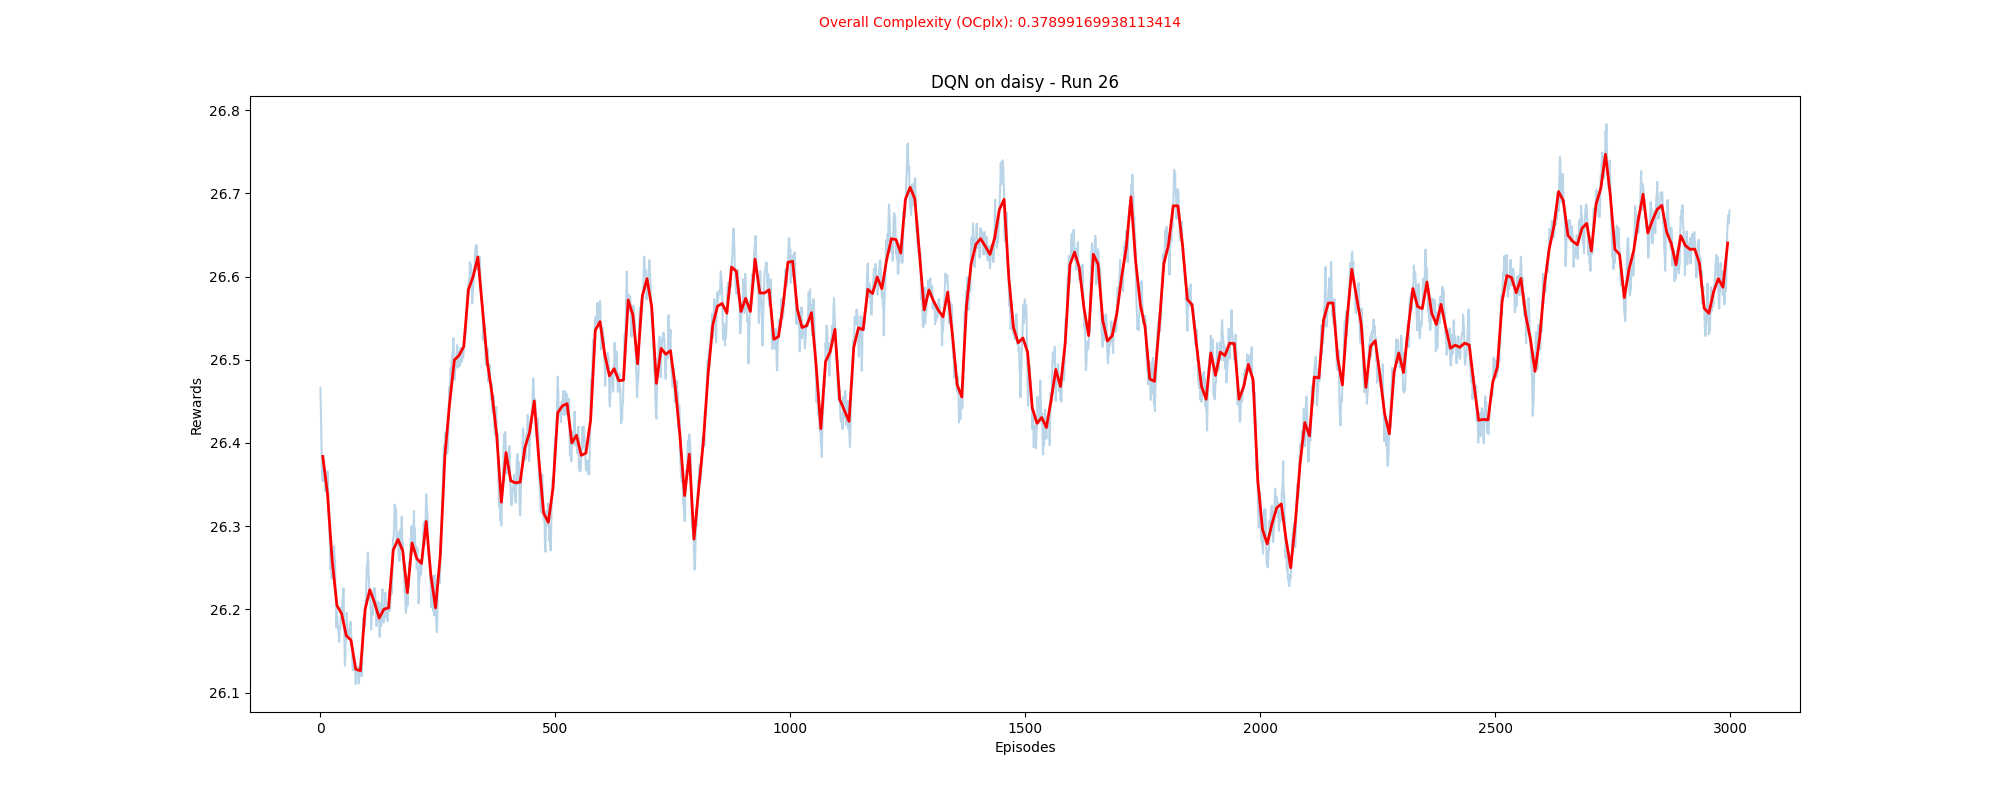 Overall Complexity (OCplx): 0.37899169938113414
DQN on daisy - Run 26
26.8
26.7
26.6
26.5
26.4
26.3
26.2
26.1
Rewards
0 500 1000 1500 2000 2500 3000
Episodes